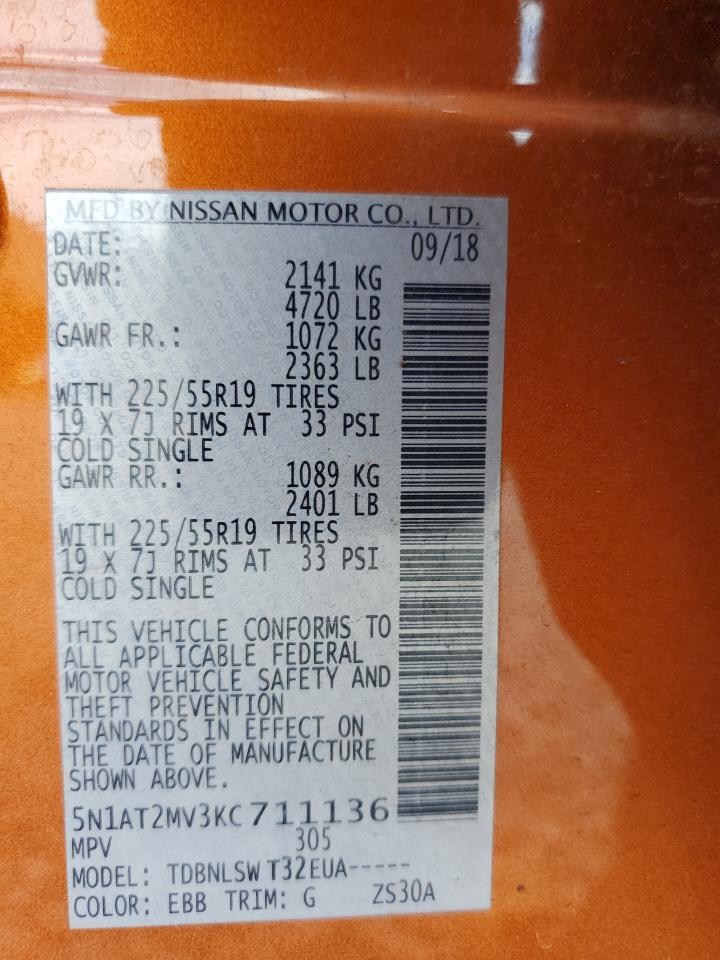 MFD BY NISSAN MOTOR CO., LTD.
DATE: 09/18
GVWR: 2141 KG
4720 LB
GAWR FR.: 1072 KG
2363 LB
WITH 225/55R19 TIRES
19 X 7J RIMS AT 33 PSI
COLD SINGLE
GAWR RR.: 1089 KG
2401 LB
WITH 225/55R19 TIRES
19 X 7J RIMS AT 33 PSI
COLD SINGLE
THIS VEHICLE CONFORMS TO
ALL APPLICABLE FEDERAL
MOTOR VEHICLE SAFETY AND
THEFT PREVENTION
STANDARDS IN EFFECT ON
THE DATE OF MANUFACTURE
SHOWN ABOVE.
5N1AT2MV3KC711136
MPV 305
MODEL: TDBNLSW T32EUA-----
COLOR: EBB TRIM: G ZS30A